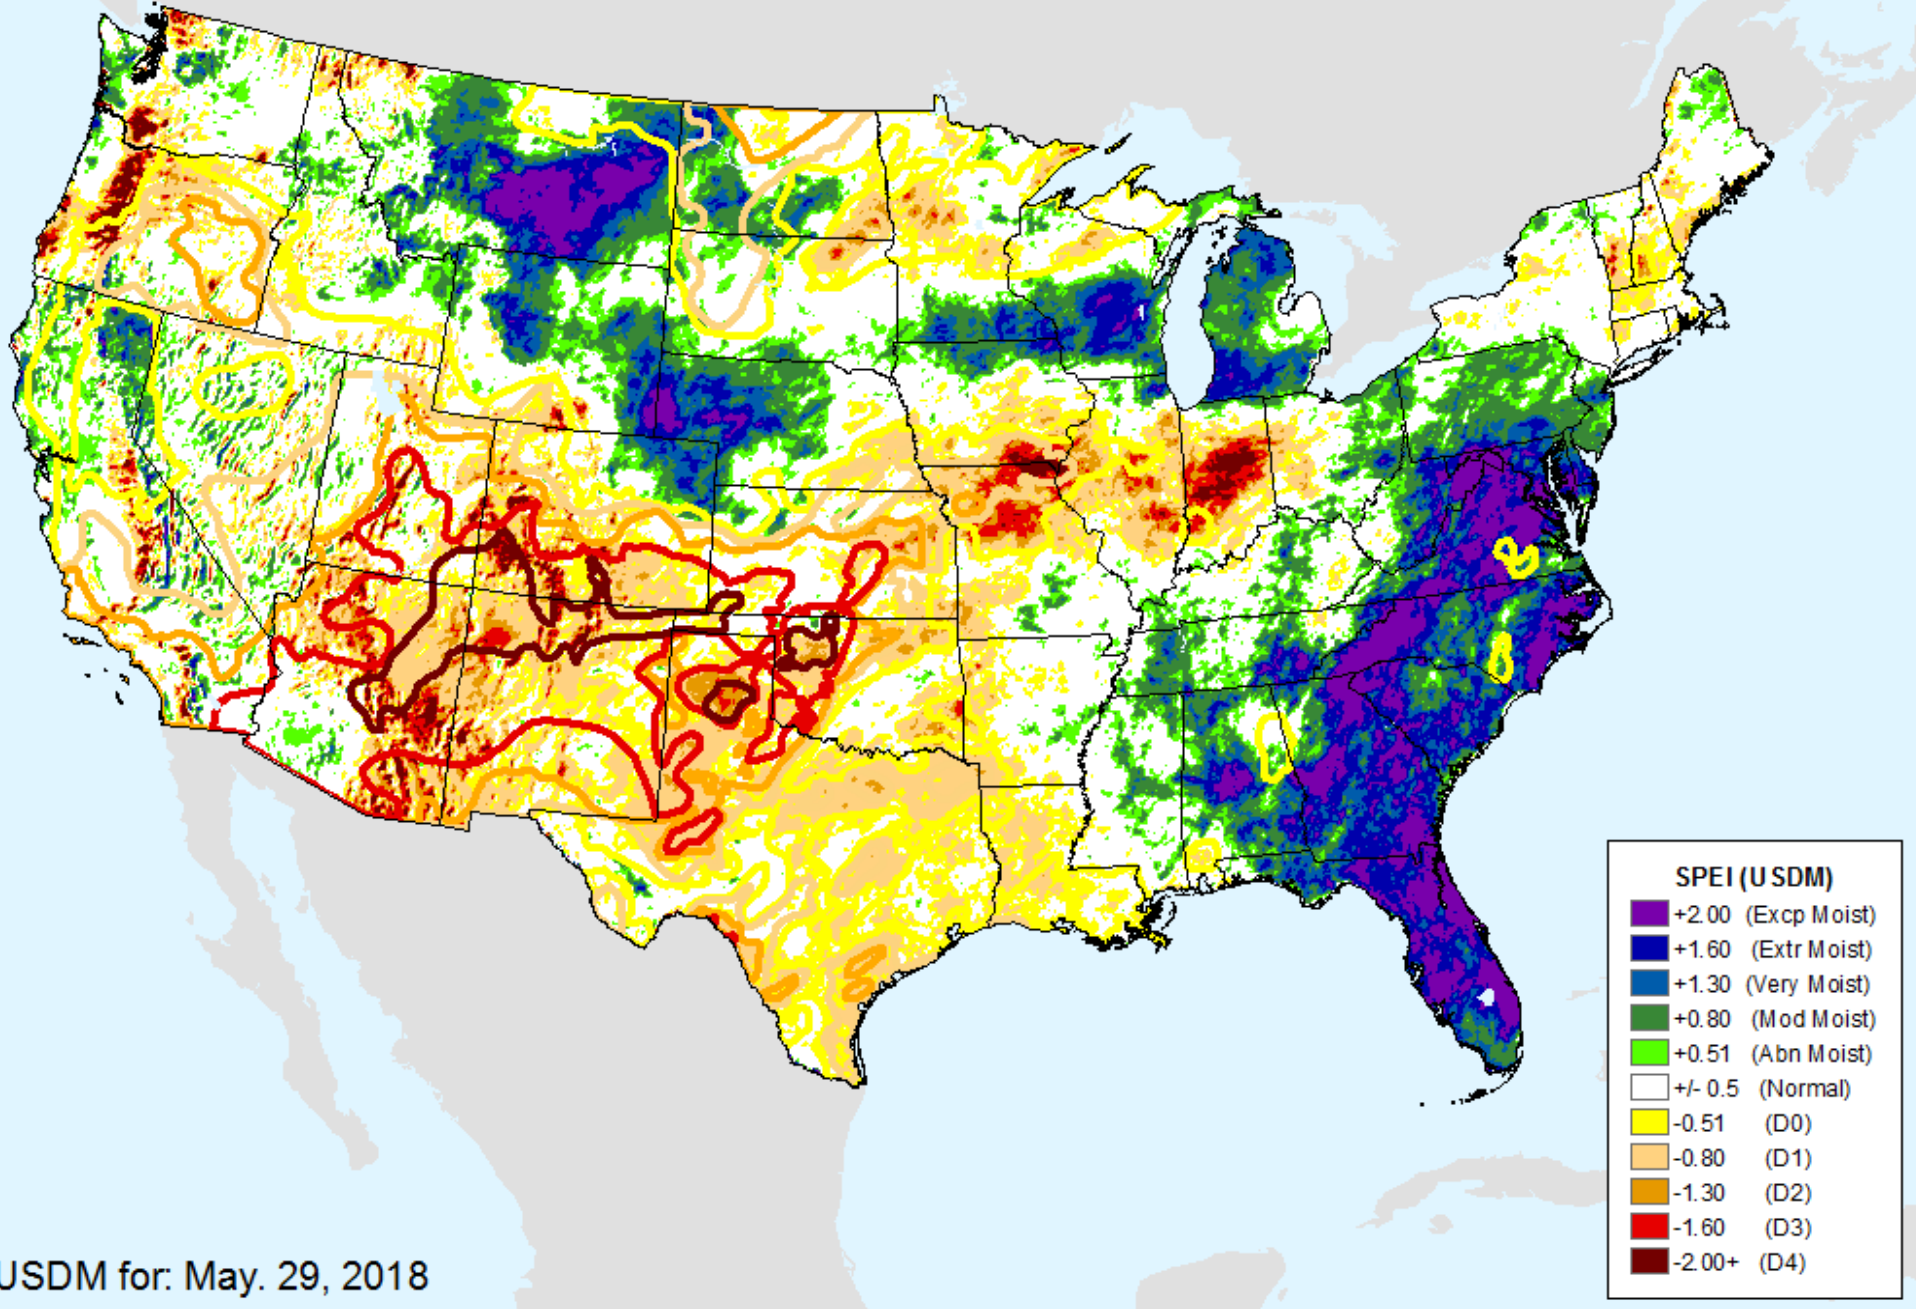 SPEI (USDM)
+2.00 (Excp Moist)
+1.60 (Extr Moist)
+1.30 (Very Moist)
+0.80 (Mod Moist)
+0.51 (Abn Moist)
+/- 0.5 (Normal)
-0.51 (D0)
-0.80 (D1)
-1.30 (D2)
-1.60 (D3)
-2.00+ (D4)
USDM for: May. 29, 2018